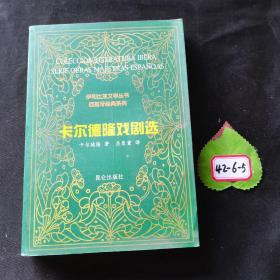 COLECCION LITERATURA IBERA
SERIE OBRAS MAESTRAS ESPAÑOLAS
伊利比亚文学丛书
西班牙经典系列
卡尔德隆戏剧选
卡尔德隆 著 吕臣重 译
昆仑出版社
42-6-5